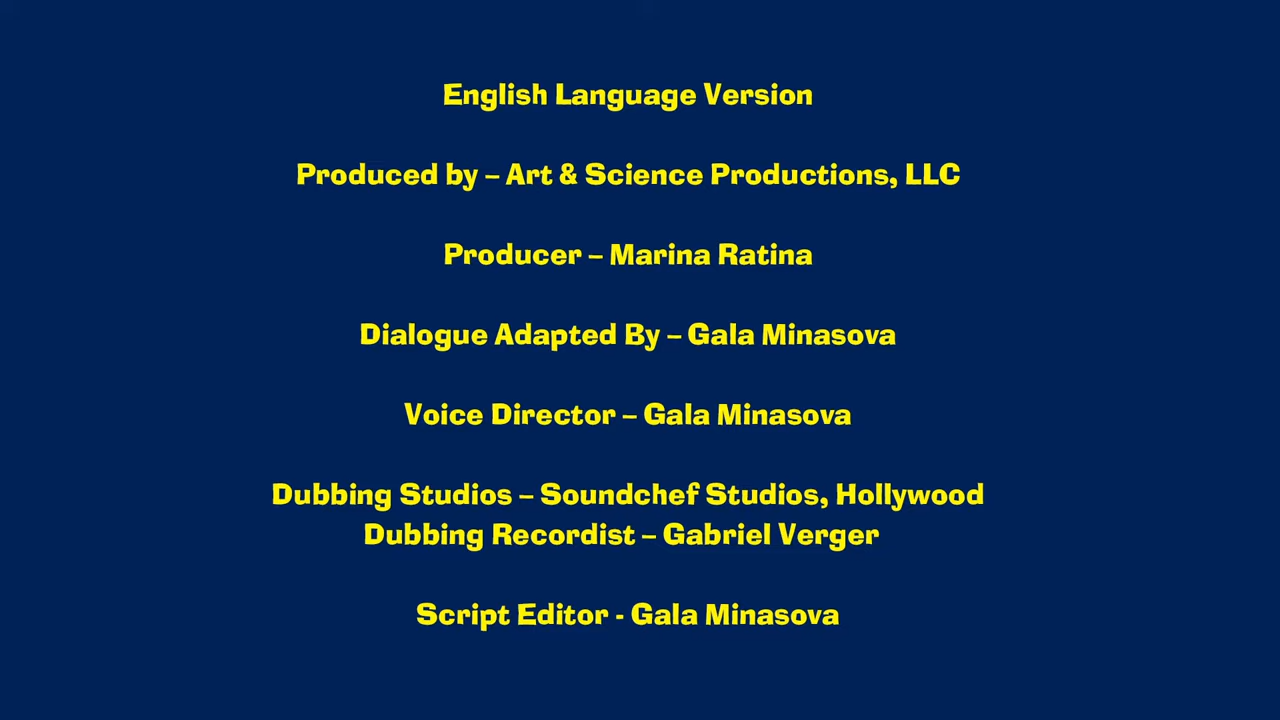 English Language Version
Produced by – Art & Science Productions, LLC
Producer – Marina Ratina
Dialogue Adapted By – Gala Minasova
Voice Director – Gala Minasova
Dubbing Studios – Soundchef Studios, Hollywood
Dubbing Recordist – Gabriel Verger
Script Editor - Gala Minasova